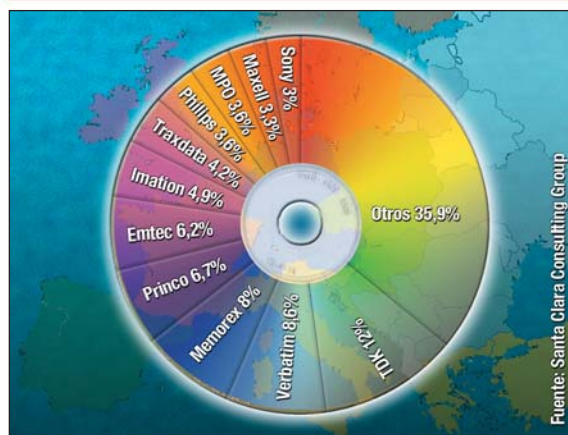 Sony 3%
Maxell 3,3%
MPO 3,6%
Phillips 3,6%
Traxdata 4,2%
Imation 4,9%
Emtec 6,2%
Princo 6,7%
Memorex 8%
Verbatim 8,6%
TDK 12%
Otros 35,9%
Fuente: Santa Clara Consulting Group